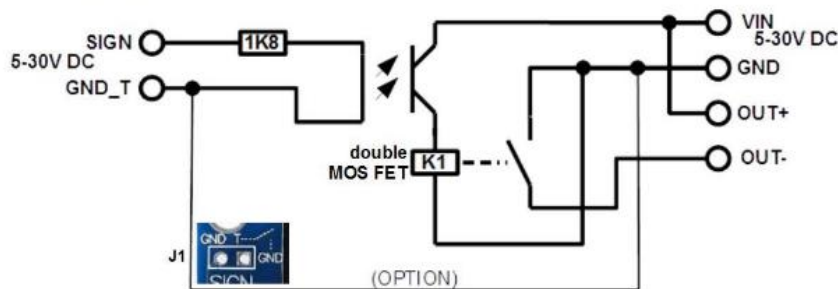 SIGN
5-30V DC
GND_T
1K8
VIN
5-30V DC
GND
OUT+
OUT-
double
MOS FET
K1
J1
GND T
GND
SIGN
(OPTION)